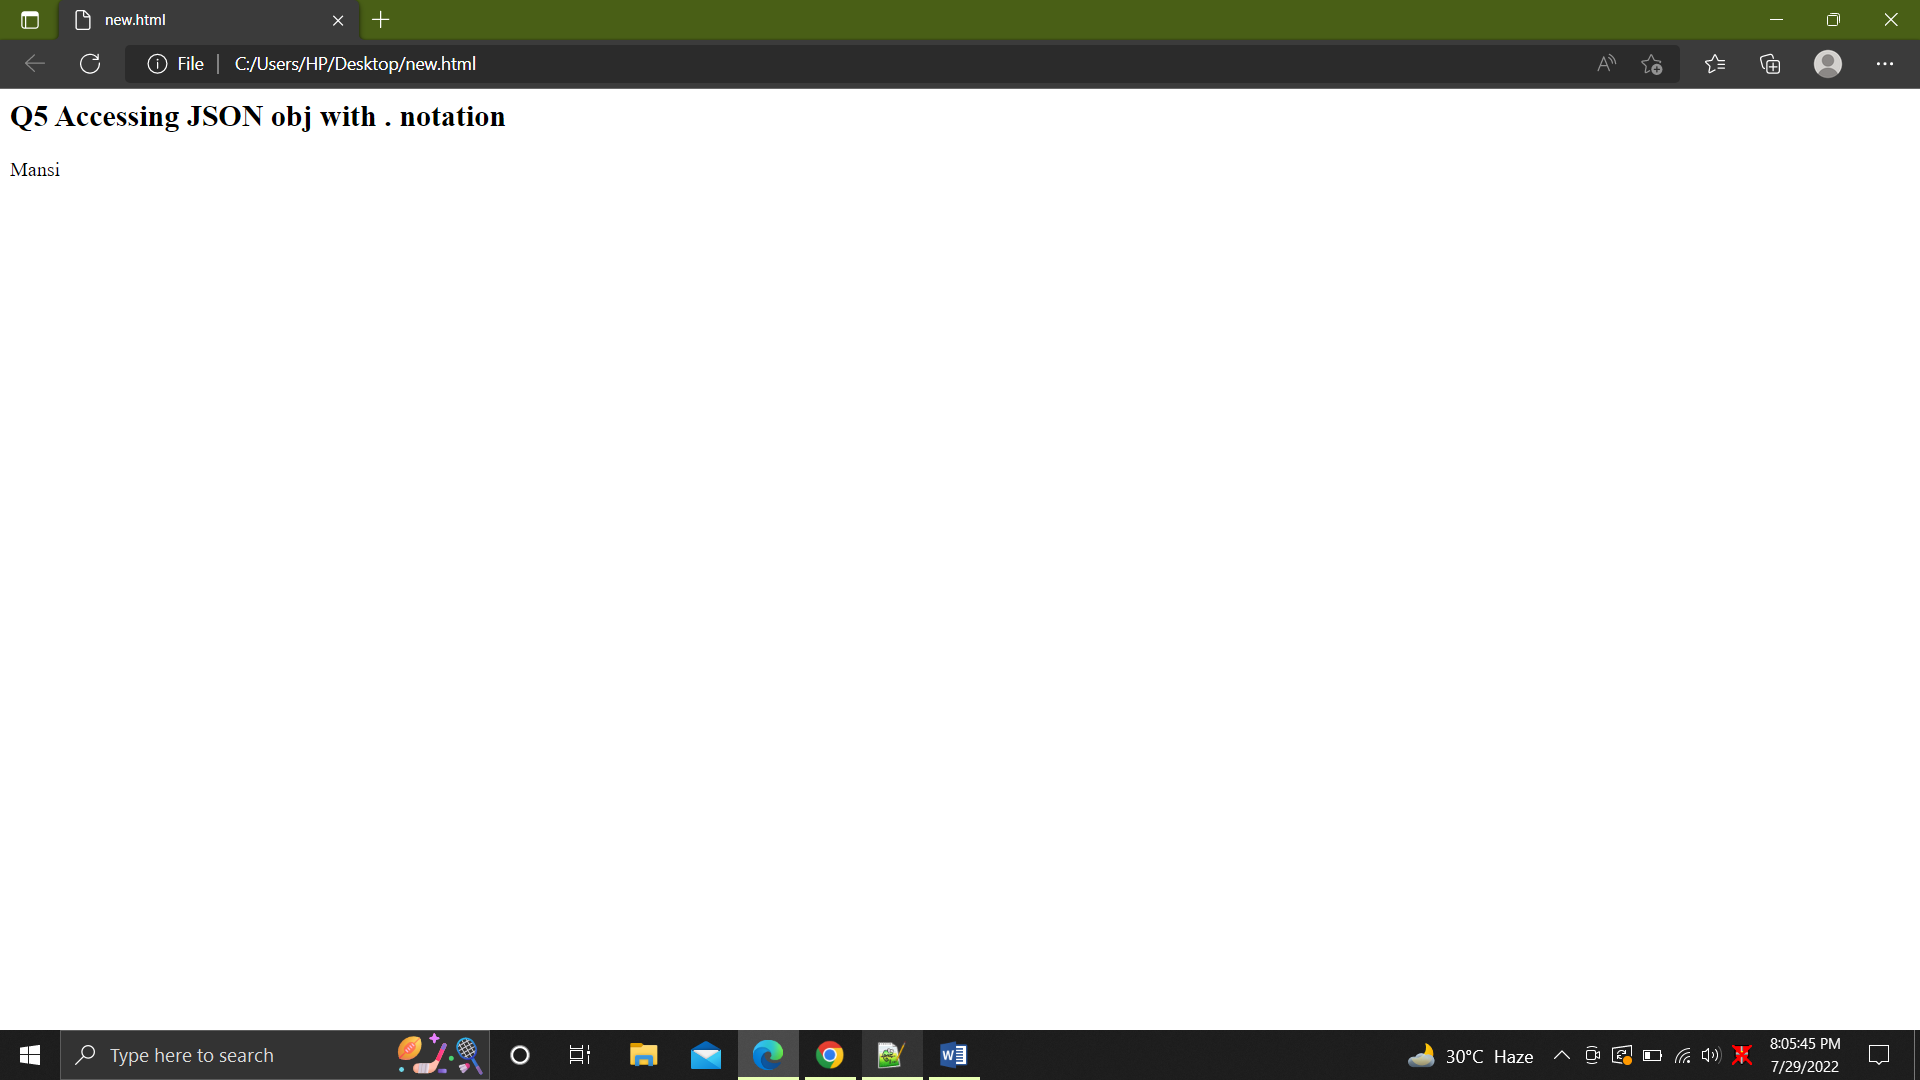 new.html
File
C:/Users/HP/Desktop/new.html
Q5 Accessing JSON obj with . notation
Mansi
Type here to search
30°C Haze
8:05:45 PM
7/29/2022